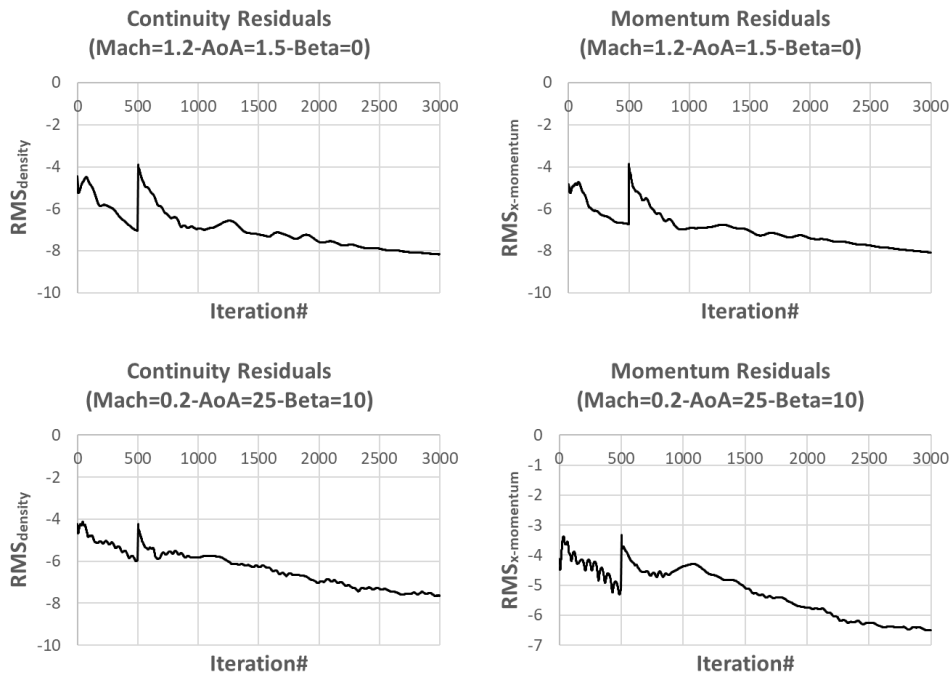 Continuity Residuals
(Mach=1.2-AoA=1.5-Beta=0)
0
0 500 1000 1500 2000 2500 3000
-2
-4
-6
-8
-10
RMSdensity
Iteration#
Momentum Residuals
(Mach=1.2-AoA=1.5-Beta=0)
0
0 500 1000 1500 2000 2500 3000
-2
-4
-6
-8
-10
RMSx-momentum
Iteration#
Continuity Residuals
(Mach=0.2-AoA=25-Beta=10)
0
0 500 1000 1500 2000 2500 3000
-2
-4
-6
-8
-10
RMSdensity
Iteration#
Momentum Residuals
(Mach=0.2-AoA=25-Beta=10)
0
0 500 1000 1500 2000 2500 3000
-1
-2
-3
-4
-5
-6
-7
RMSx-momentum
Iteration#